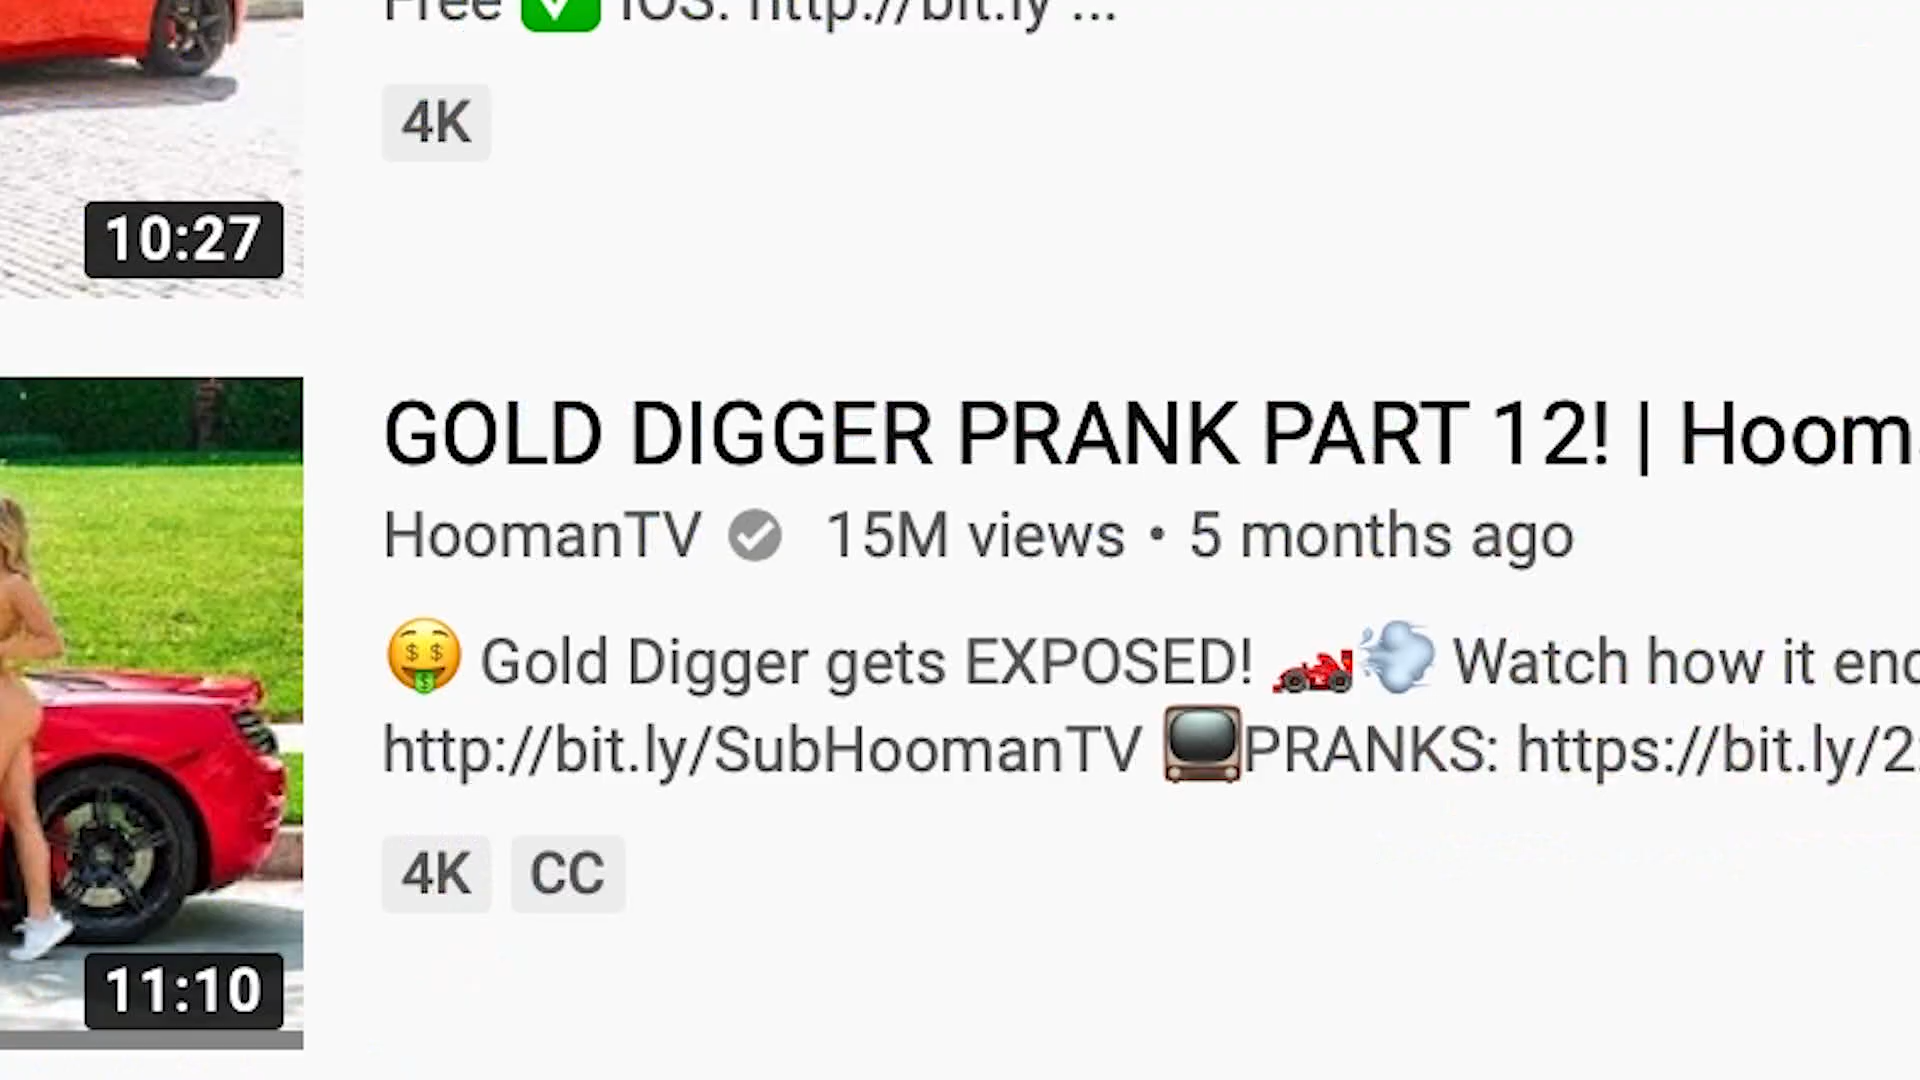 Free ✅ iOS: http://bit.ly ...
4K
10:27
GOLD DIGGER PRANK PART 12! | Hoom
HoomanTV 15M views • 5 months ago
🤑 Gold Digger gets EXPOSED! 🏎💨 Watch how it
http://bit.ly/SubHoomanTV 📺PRANKS: https://bit.ly/2
4K CC
11:10